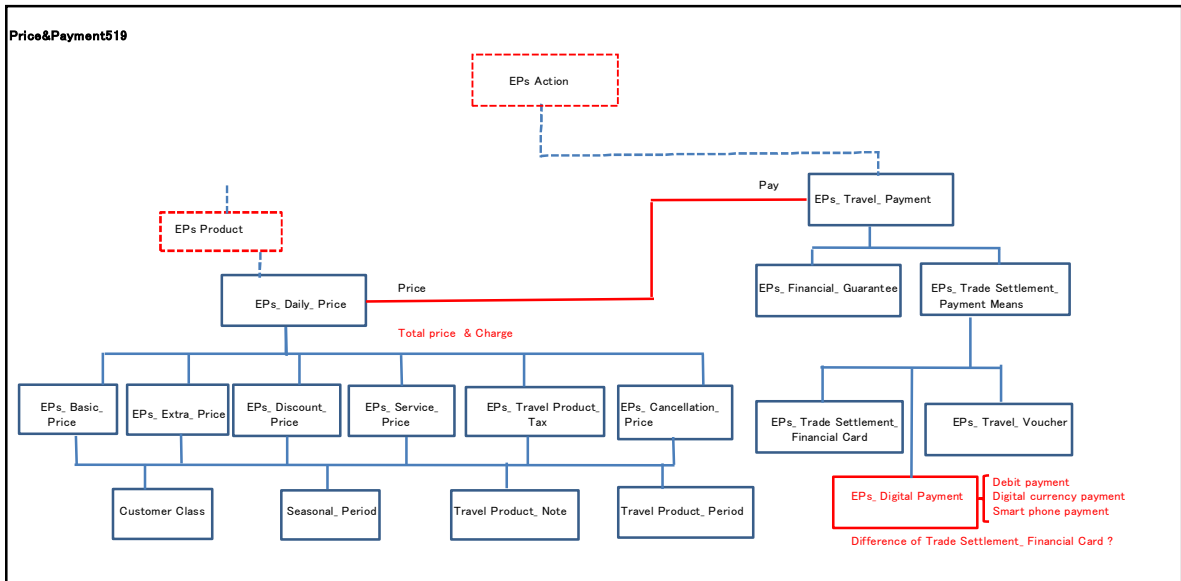 Price&Payment519
EPs Action
Pay
EPs_ Travel_ Payment
EPs Product
EPs_ Financial_ Guarantee
EPs_ Trade Settlement_
Payment Means
Price
EPs_ Daily_ Price
Total price & Charge
EPs_ Basic_
Price
EPs_ Extra_ Price
EPs_ Discount_
Price
EPs_ Service_
Price
EPs_ Travel Product_
Tax
EPs_ Cancellation_
Price
EPs_ Trade Settlement_
Financial Card
EPs_ Travel_ Voucher
Customer Class
Seasonal_ Period
Travel Product_ Note
Travel Product_ Period
EPs_ Digital Payment
Debit payment
Digital currency payment
Smart phone payment
Difference of Trade Settlement_ Financial Card ?